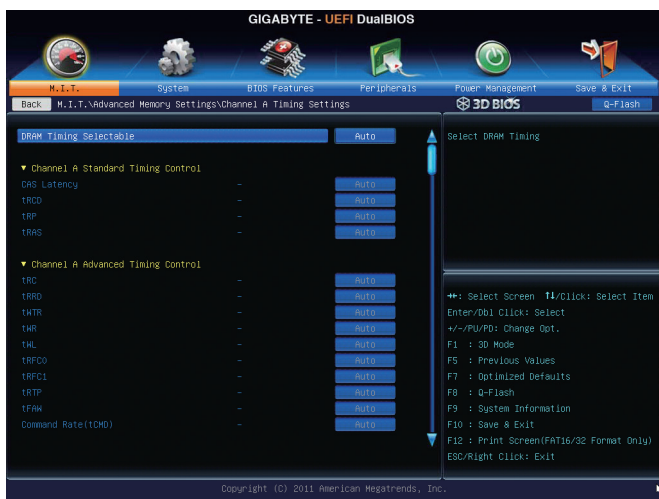 GIGABYTE - UEFI DualBIOS
M.I.T.
System
BIOS Features
Peripherals
Power Management
Save & Exit
Back M.I.T.\Advanced Memory Settings\Channel A Timing Settings
3D BIOS
Q-Flash
DRAM Timing Selectable Auto
Select DRAM Timing
▼ Channel A Standard Timing Control
CAS Latency - Auto
tRCD - Auto
tRP - Auto
tRAS - Auto
▼ Channel A Advanced Timing Control
tRC - Auto
tRRD - Auto
tWTR - Auto
tWR - Auto
tWL - Auto
tRFC0 - Auto
tRFC1 - Auto
tRTP - Auto
tFAW - Auto
Command Rate(tCMD) - Auto
→←: Select Screen ↑↓/Click: Select Item
Enter/Dbl Click: Select
+/-/PU/PD: Change Opt.
F1 : 3D Mode
F5 : Previous Values
F7 : Optimized Defaults
F8 : Q-Flash
F9 : System Information
F10 : Save & Exit
F12 : Print Screen(FAT16/32 Format Only)
ESC/Right Click: Exit
Copyright (C) 2011 American Megatrends, Inc.